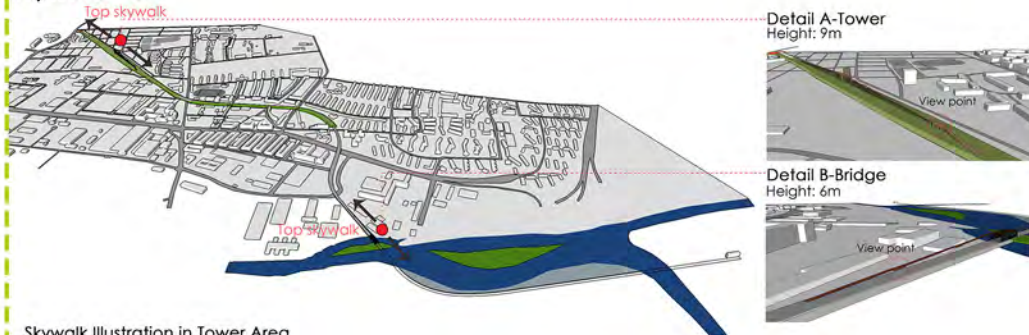 Top skywalk
Detail A-Tower
Height: 9m
View point
Detail B-Bridge
Height: 6m
Top skywalk
View point
Skywalk Illustration in Tower Area